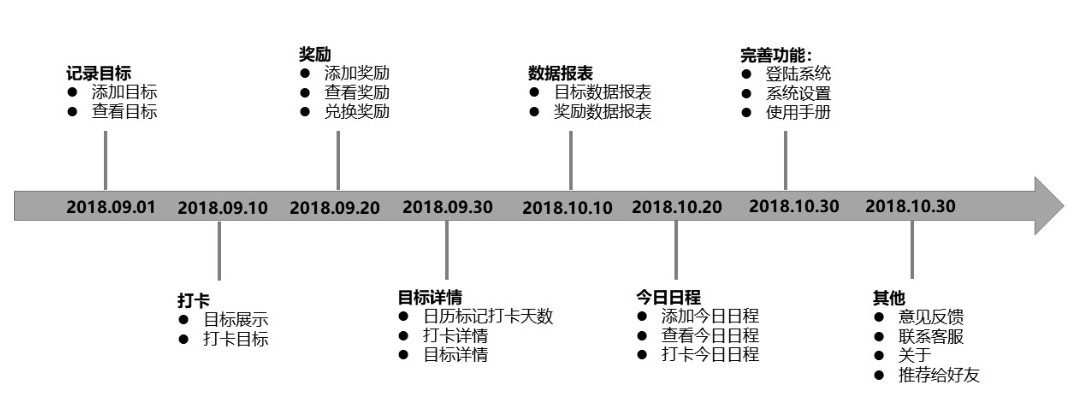 记录目标
● 添加目标
● 查看目标
奖励
● 添加奖励
● 查看奖励
● 兑换奖励
数据报表
● 目标数据报表
● 奖励数据报表
完善功能：
● 登陆系统
● 系统设置
● 使用手册
2018.09.01 2018.09.10 2018.09.20 2018.09.30 2018.10.10 2018.10.20 2018.10.30 2018.10.30
打卡
● 目标展示
● 打卡目标
目标详情
● 日历标记打卡天数
● 打卡详情
● 目标详情
今日日程
● 添加今日日程
● 查看今日日程
● 打卡今日日程
其他
● 意见反馈
● 联系客服
● 关于
● 推荐给好友